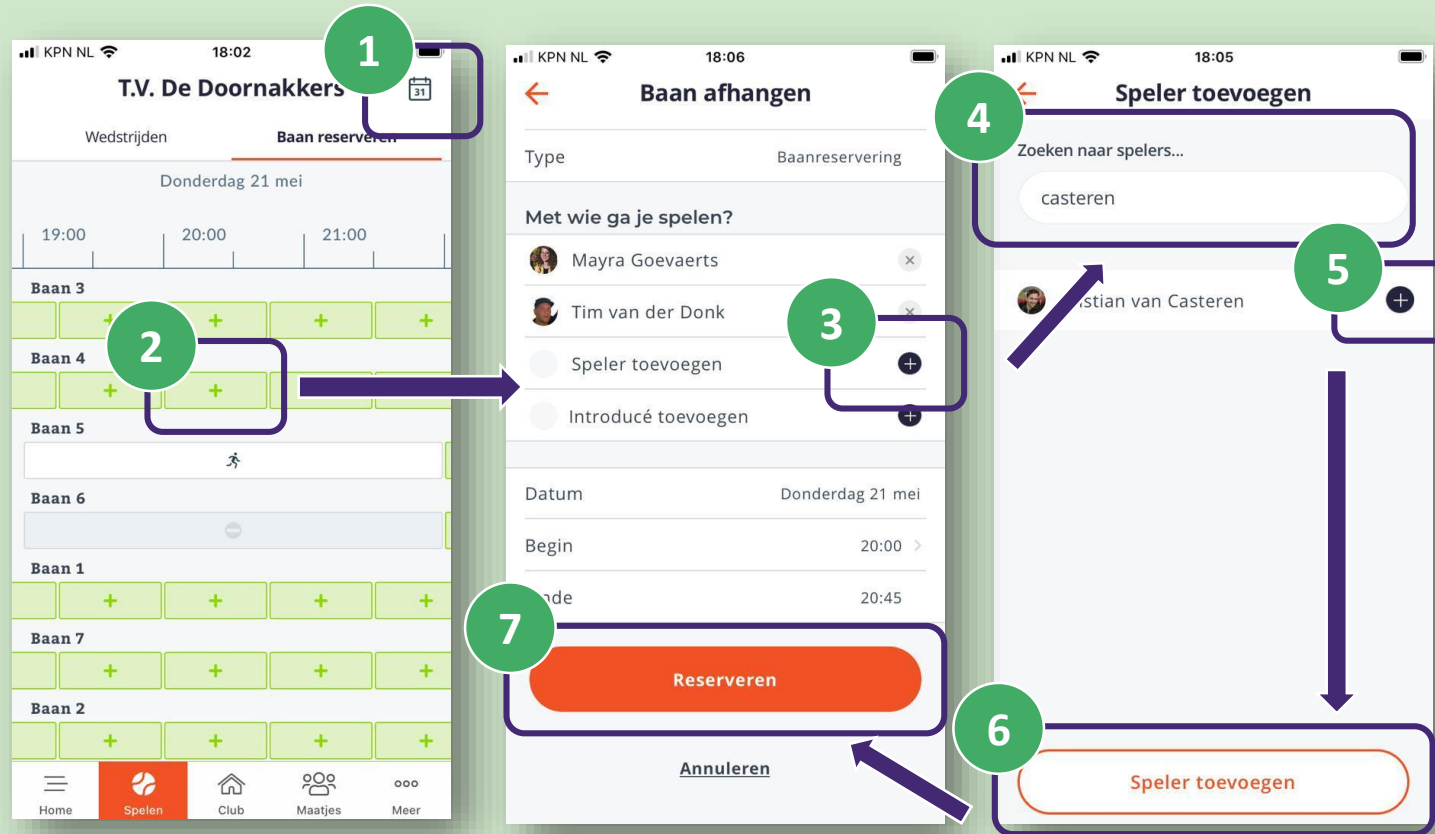 KPN NL 18:02
1
T.V. De Doornakkers
31
Wedstrijden Baan reserveren
Donderdag 21 mei
19:00 20:00 21:00
Baan 3
+ + + +
2
Baan 4
+ +
Baan 5
Baan 6
Baan 1
+ + + +
Baan 7
+ + + +
Baan 2
+ + + +
Home Spelen Club Maatjes Meer
KPN NL 18:06
Baan afhangen
Type Baanreservering
Met wie ga je spelen?
Mayra Goevaerts ×
Tim van der Donk ×
3
Speler toevoegen +
Introducé toevoegen +
Datum Donderdag 21 mei
Begin 20:00 >
nde 20:45
7
Reserveren
Annuleren
KPN NL 18:05
Speler toevoegen
4
Zoeken naar spelers...
casteren
5
stian van Casteren +
6
Speler toevoegen